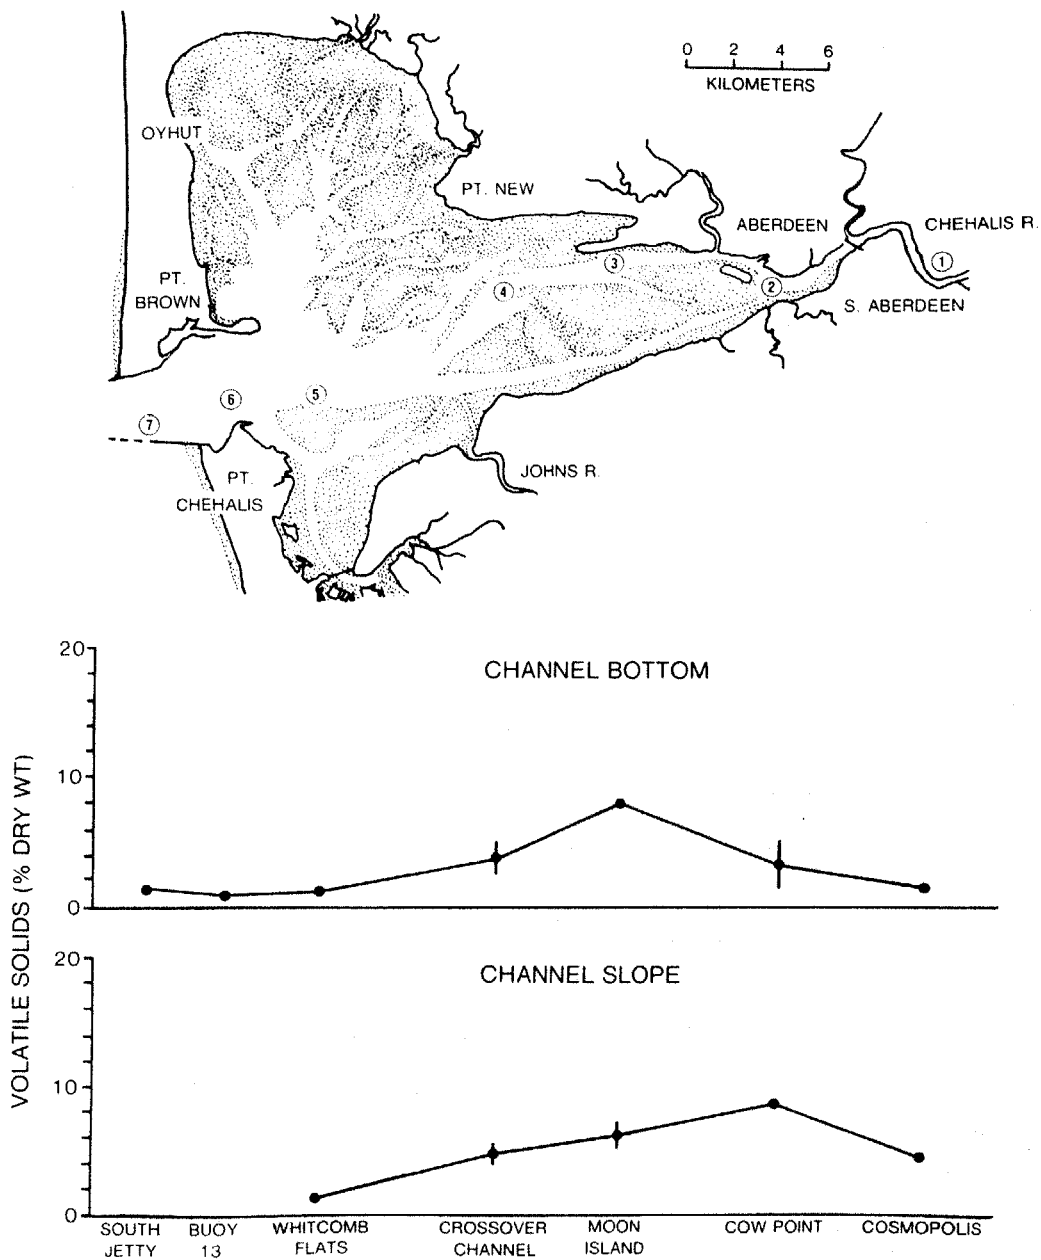 0 2 4 6
KILOMETERS
OYHUT
PT. NEW
ABERDEEN
CHEHALIS R.
3
1
PT.
BROWN
4
2
S. ABERDEEN
6
5
7
PT.
CHEHALIS
JOHNS R.
20
CHANNEL BOTTOM
10
0
VOLATILE SOLIDS (% DRY WT)
20
CHANNEL SLOPE
10
0
SOUTH
JETTY
BUOY
13
WHITCOMB
FLATS
CROSSOVER
CHANNEL
MOON
ISLAND
COW POINT
COSMOPOLIS